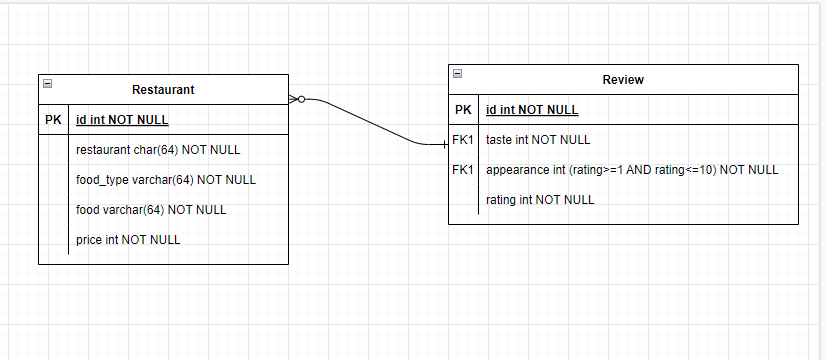 Restaurant
PK id int NOT NULL
restaurant char(64) NOT NULL
food_type varchar(64) NOT NULL
food varchar(64) NOT NULL
price int NOT NULL
Review
PK id int NOT NULL
FK1 taste int NOT NULL
FK1 appearance int (rating>=1 AND rating<=10) NOT NULL
rating int NOT NULL